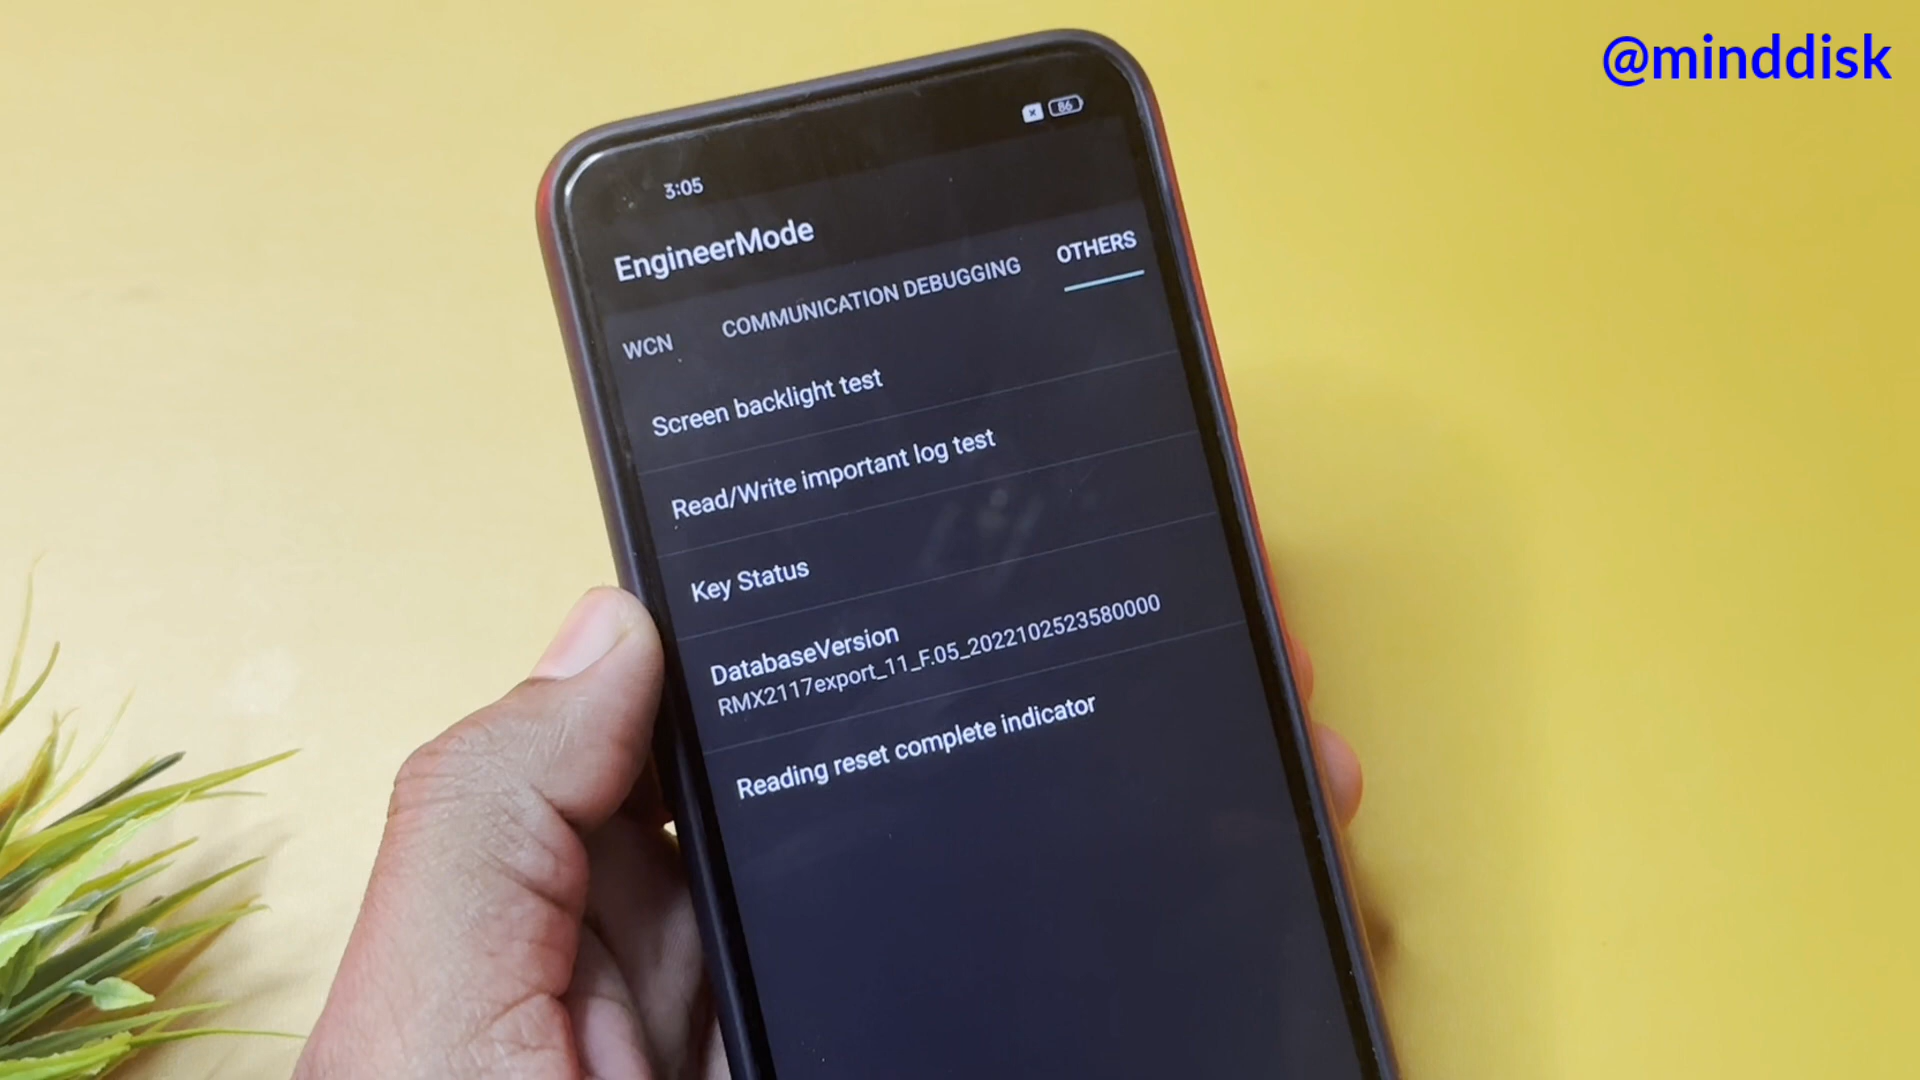 @minddisk
86
3:05
EngineerMode
WCN COMMUNICATION DEBUGGING OTHERS
Screen backlight test
Read/Write important log test
Key Status
DatabaseVersion
RMX2117export_11_F.05_2022102523580000
Reading reset complete indicator